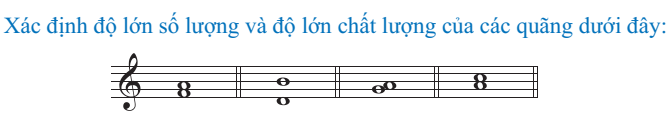 Xác định độ lớn số lượng và độ lớn chất lượng của các quãng dưới đây: